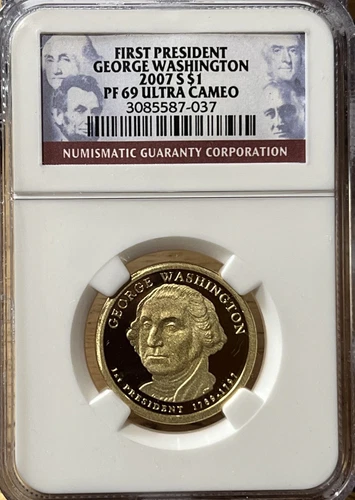 FIRST PRESIDENT
GEORGE WASHINGTON
2007 S $1
PF 69 ULTRA CAMEO
3085587-037
NUMISMATIC GUARANTY CORPORATION
GEORGE WASHINGTON
1st PRESIDENT 1789-1797